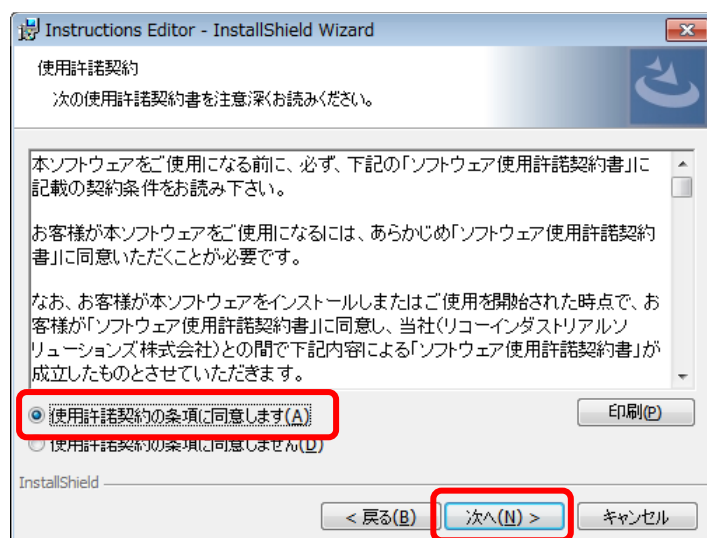 Instructions Editor - InstallShield Wizard
使用許諾契約
次の使用許諾契約書を注意深くお読みください。
本ソフトウェアをご使用になる前に、必ず、下記の「ソフトウェア使用許諾契約書」に
記載の契約条件をお読み下さい。
お客様が本ソフトウェアをご使用になるには、あらかじめ「ソフトウェア使用許諾契約
書」に同意いただくことが必要です。
なお、お客様が本ソフトウェアをインストールしまたはご使用を開始された時点で、お
客様が「ソフトウェア使用許諾契約書」に同意し、当社(リコーインダストリアルソ
リューションズ株式会社)との間で下記内容による「ソフトウェア使用許諾契約書」が
成立したものとさせていただきます。
使用許諾契約の条項に同意します(A)
印刷(P)
使用許諾契約の条項に同意しません(D)
InstallShield
< 戻る(B)
次へ(N) >
キャンセル